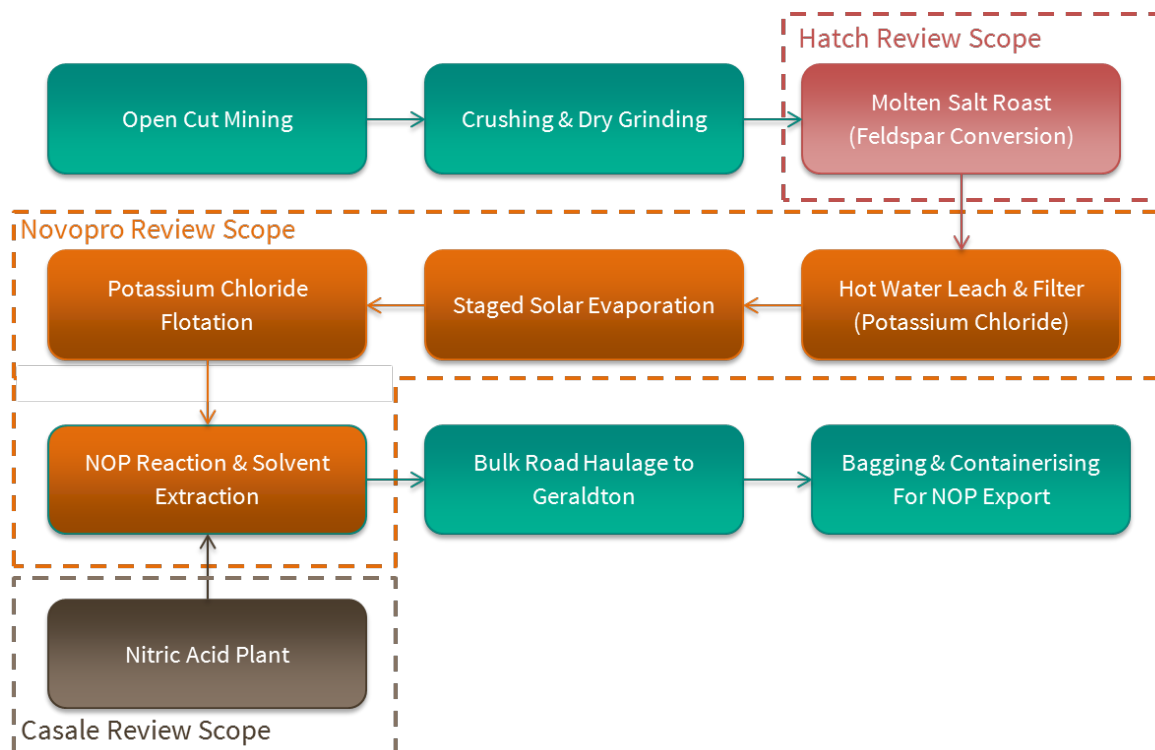 Hatch Review Scope
Open Cut Mining
Crushing & Dry Grinding
Molten Salt Roast
(Feldspar Conversion)
Novopro Review Scope
Potassium Chloride
Flotation
Staged Solar Evaporation
Hot Water Leach & Filter
(Potassium Chloride)
NOP Reaction & Solvent
Extraction
Bulk Road Haulage to
Geraldton
Bagging & Containerising
For NOP Export
Nitric Acid Plant
Casale Review Scope